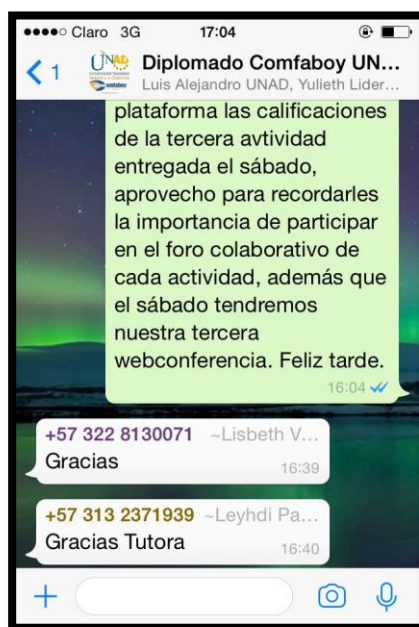 Claro 3G 17:04
1
UNAD Diplomado Comfaboy UN...
Luis Alejandro UNAD, Yulieth Lider...
plataforma las calificaciones
de la tercera avtividad
entregada el sábado,
aprovecho para recordarles
la importancia de participar
en el foro colaborativo de
cada actividad, además que
el sábado tendremos
nuestra tercera
webconferencia. Feliz tarde.
16:04
+57 322 8130071 ~Lisbeth V...
Gracias
16:39
+57 313 2371939 ~Leyhdi Pa...
Gracias Tutora
16:40